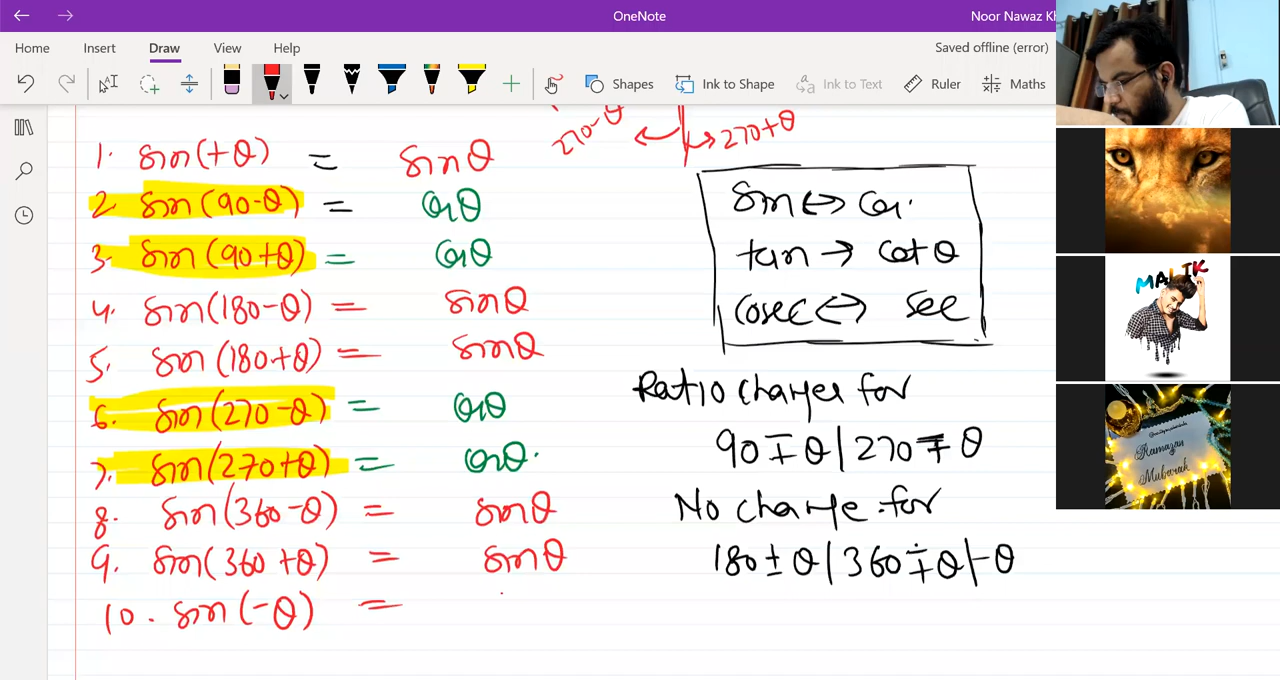 OneNote
Noor Nawaz Kh
Home Insert Draw View Help
Saved offline (error)
Shapes Ink to Shape Ink to Text Ruler Maths
270-θ 270+θ
1. sin(+θ) = sinθ
2. sin(90-θ) = cosθ
3. sin(90+θ) = cosθ
4. sin(180-θ) = sinθ
5. sin(180+θ) = sinθ
6. sin(270-θ) = cosθ
7. sin(270+θ) = cosθ.
8. sin(360-θ) = sinθ
9. sin(360+θ) = sinθ
10. sin(-θ) =
sin ↔ cos.
tan → cot θ
cosec ↔ sec
Ratio changes for
90 ∓ θ | 270 ∓ θ
No change for
180 ± θ | 360 ∓ θ | -θ
MALIK
Ramazan
Mubarak